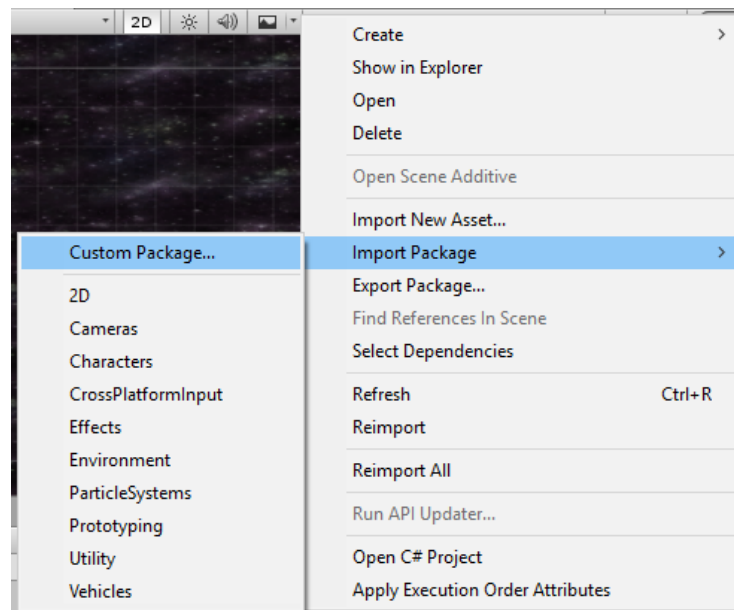 2D
Create
Show in Explorer
Open
Delete
Open Scene Additive
Import New Asset...
Import Package
Export Package...
Find References In Scene
Select Dependencies
Refresh Ctrl+R
Reimport
Reimport All
Run API Updater...
Open C# Project
Apply Execution Order Attributes
Custom Package...
2D
Cameras
Characters
CrossPlatformInput
Effects
Environment
ParticleSystems
Prototyping
Utility
Vehicles